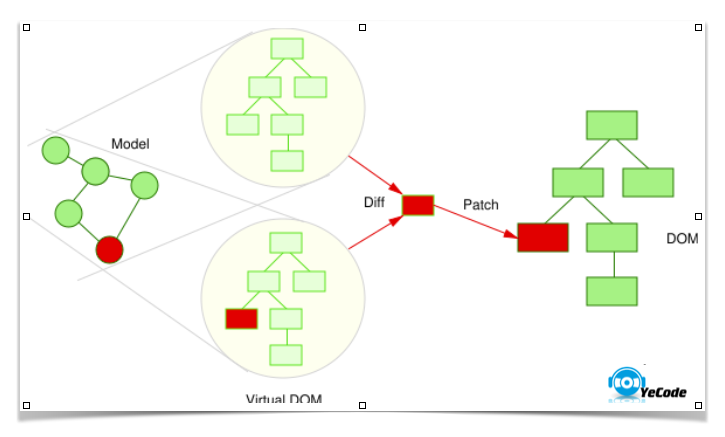 Model
Diff
Patch
DOM
Virtual DOM
YeCode